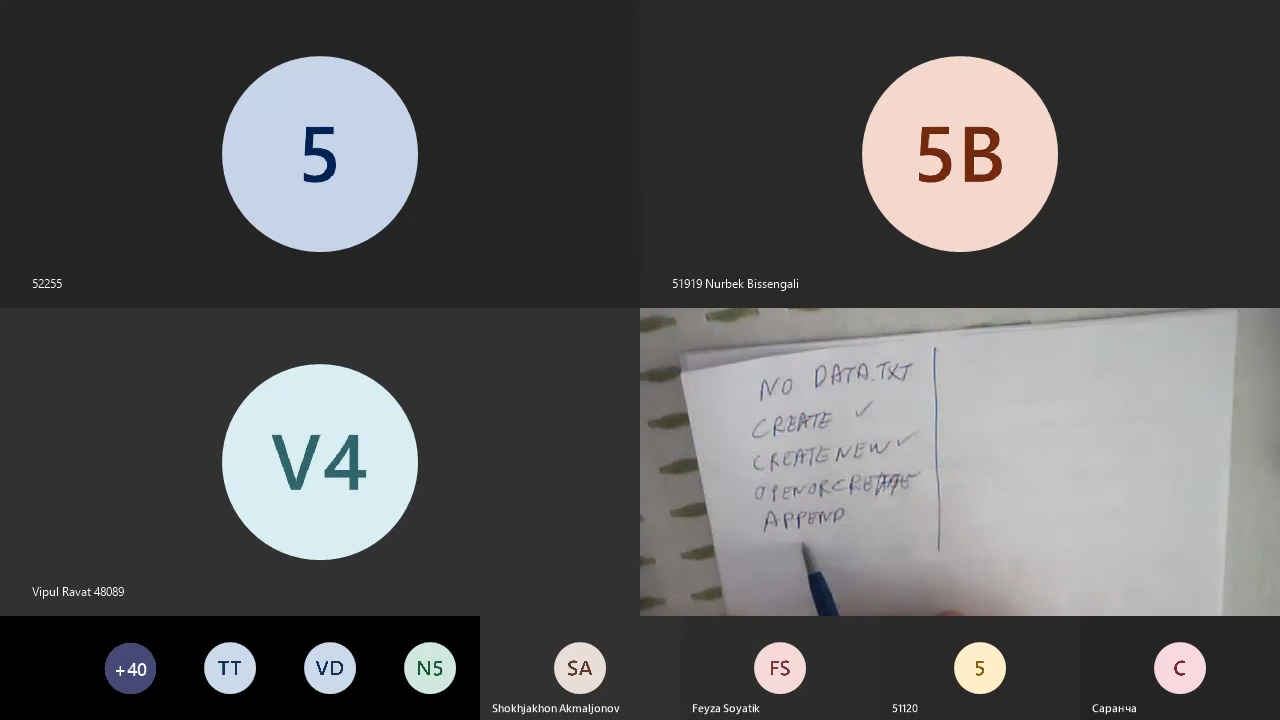 5
5B
52255
51919 Nurbek Bissengali
V4
NO DATA.TXT
CREATE ✓
CREATENEW ✓
OPENORCREATE
APPEND
Vipul Ravat 48089
+40
TT
VD
N5
SA
FS
5
C
Shokhjakhon Akmaljonov
Feyza Soyatik
51120
Саранча